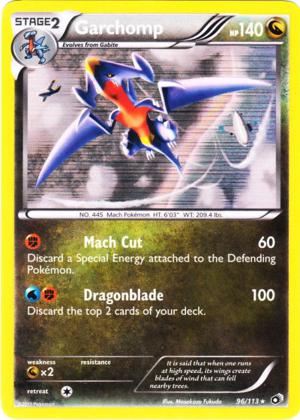 STAGE2
Garchomp
HP140
Evolves from Gabite
NO. 445 Mach Pokémon HT. 6'03" WT: 209.4 lbs.
Mach Cut 60
Discard a Special Energy attached to the Defending
Pokémon.
Dragonblade 100
Discard the top 2 cards of your deck.
weakness resistance
×2
retreat
It is said that when one
runs at high speed, its wings create
blades of wind that can fell
nearby trees.
Illus. Masakazu Fukuda
96/113 ★